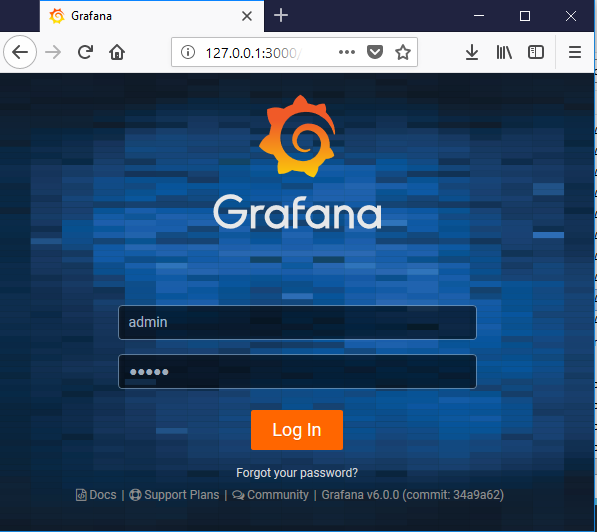 Grafana
127.0.0.1:3000/
Grafana
admin
•••••
Log In
Forgot your password?
Docs | Support Plans | Community | Grafana v6.0.0 (commit: 34a9a62)